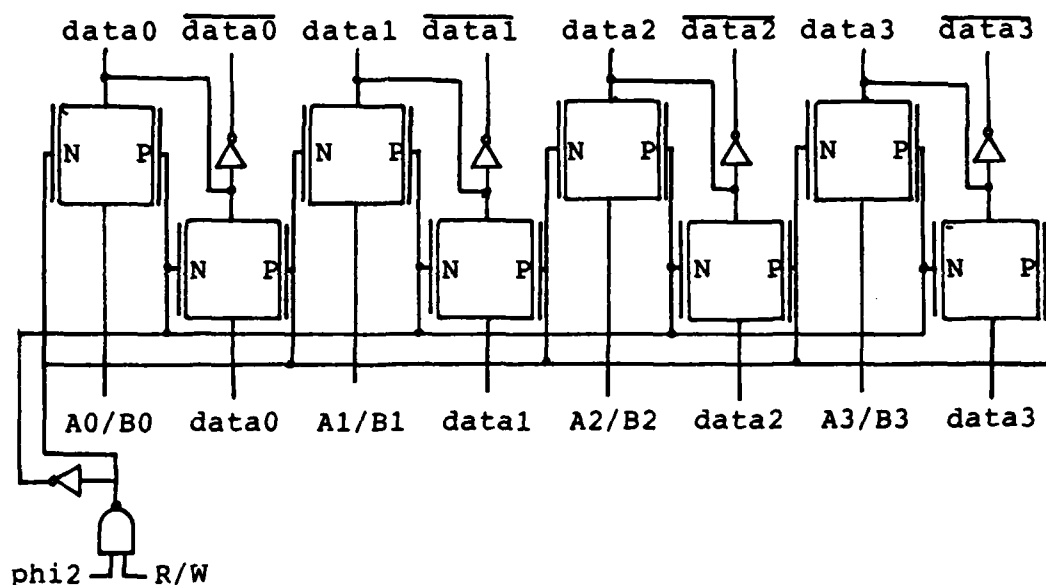 data0 data0 data1 data1 data2 data2 data3 data3
N P N P N P N P
N P N P N P N P
A0/B0 data0 A1/B1 data1 A2/B2 data2 A3/B3 data3
phi2 R/W